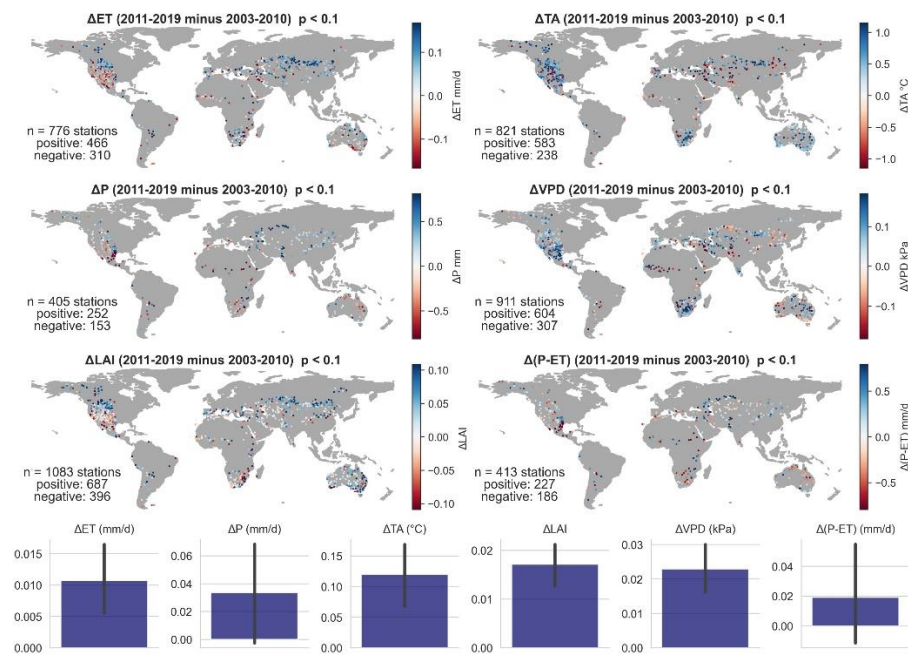 ΔET (2011-2019 minus 2003-2010) p < 0.1
0.1
0.0
−0.1
ΔET mm/d
n = 776 stations
positive: 466
negative: 310
ΔTA (2011-2019 minus 2003-2010) p < 0.1
1.0
0.5
0.0
−0.5
−1.0
ΔTA °C
n = 821 stations
positive: 583
negative: 238
ΔP (2011-2019 minus 2003-2010) p < 0.1
0.5
0.0
−0.5
ΔP mm
n = 405 stations
positive: 252
negative: 153
ΔVPD (2011-2019 minus 2003-2010) p < 0.1
0.1
0.0
−0.1
ΔVPD kPa
n = 911 stations
positive: 604
negative: 307
ΔLAI (2011-2019 minus 2003-2010) p < 0.1
0.10
0.05
0.00
−0.05
−0.10
ΔLAI
n = 1083 stations
positive: 687
negative: 396
Δ(P-ET) (2011-2019 minus 2003-2010) p < 0.1
0.5
0.0
−0.5
Δ(P-ET) mm/d
n = 413 stations
positive: 227
negative: 186
ΔET (mm/d)
0.015
0.010
0.005
0.000
ΔP (mm/d)
0.06
0.04
0.02
0.00
ΔTA (°C)
0.15
0.10
0.05
0.00
ΔLAI
0.02
0.01
0.00
ΔVPD (kPa)
0.03
0.02
0.01
0.00
Δ(P-ET) (mm/d)
0.04
0.02
0.00